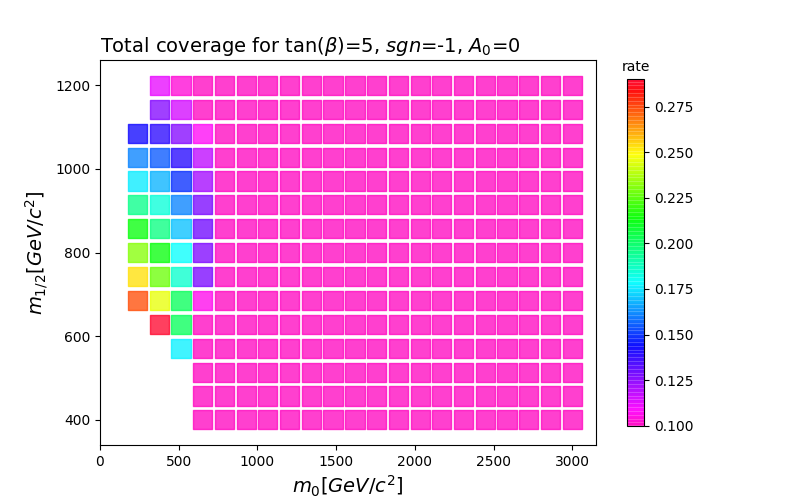 Total coverage for tan(β)=5, sgn=-1, A₀=0
rate
1200
1000
800
600
400
m₁/₂[GeV/c²]
0.275
0.250
0.225
0.200
0.175
0.150
0.125
0.100
0 500 1000 1500 2000 2500 3000
m₀[GeV/c²]